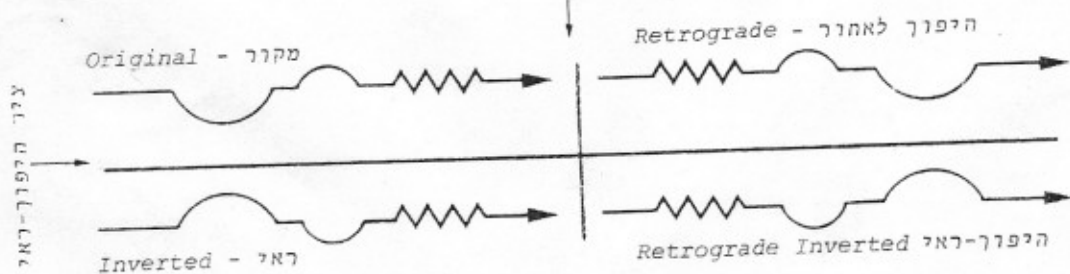 Original - מקור
Retrograde - היפוך לאחור
ציר היפוך-ראי
Inverted - ראי
Retrograde Inverted היפוך-ראי